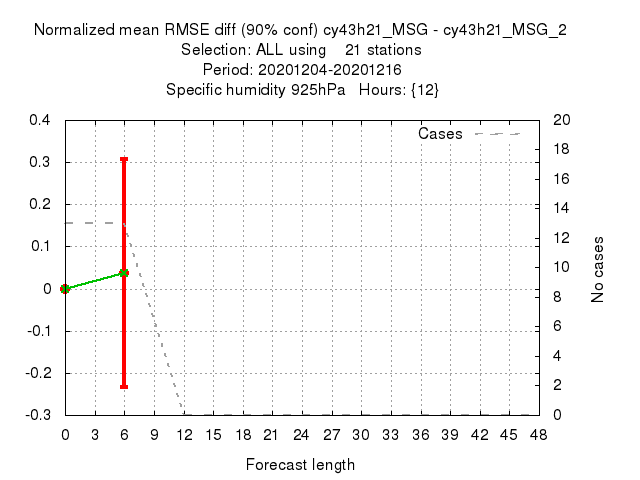 Normalized mean RMSE diff (90% conf) cy43h21_MSG - cy43h21_MSG_2
Selection: ALL using 21 stations
Period: 20201204-20201216
Specific humidity 925hPa Hours: {12}
Cases
0.4
0.3
0.2
0.1
0
-0.1
-0.2
-0.3
20
18
16
14
12
10
8
6
4
2
0
No cases
0 3 6 9 12 15 18 21 24 27 30 33 36 39 42 45 48
Forecast length